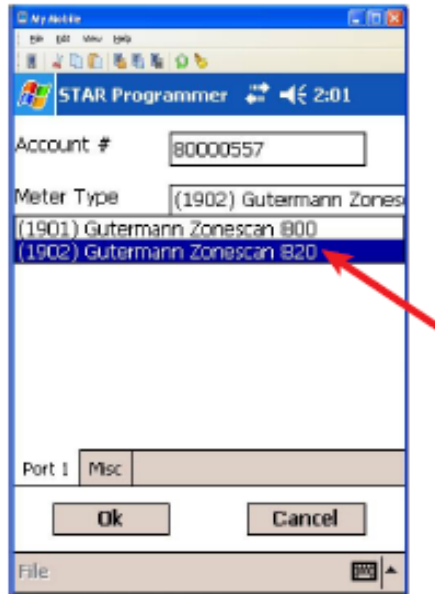 My Mobile
File Edit View Help
STAR Programmer 2:01
Account # 80000557
Meter Type (1902) Gutermann Zones
(1901) Gutermann Zonescan 800
(1902) Gutermann Zonescan 820
Port 1 Misc
Ok Cancel
File